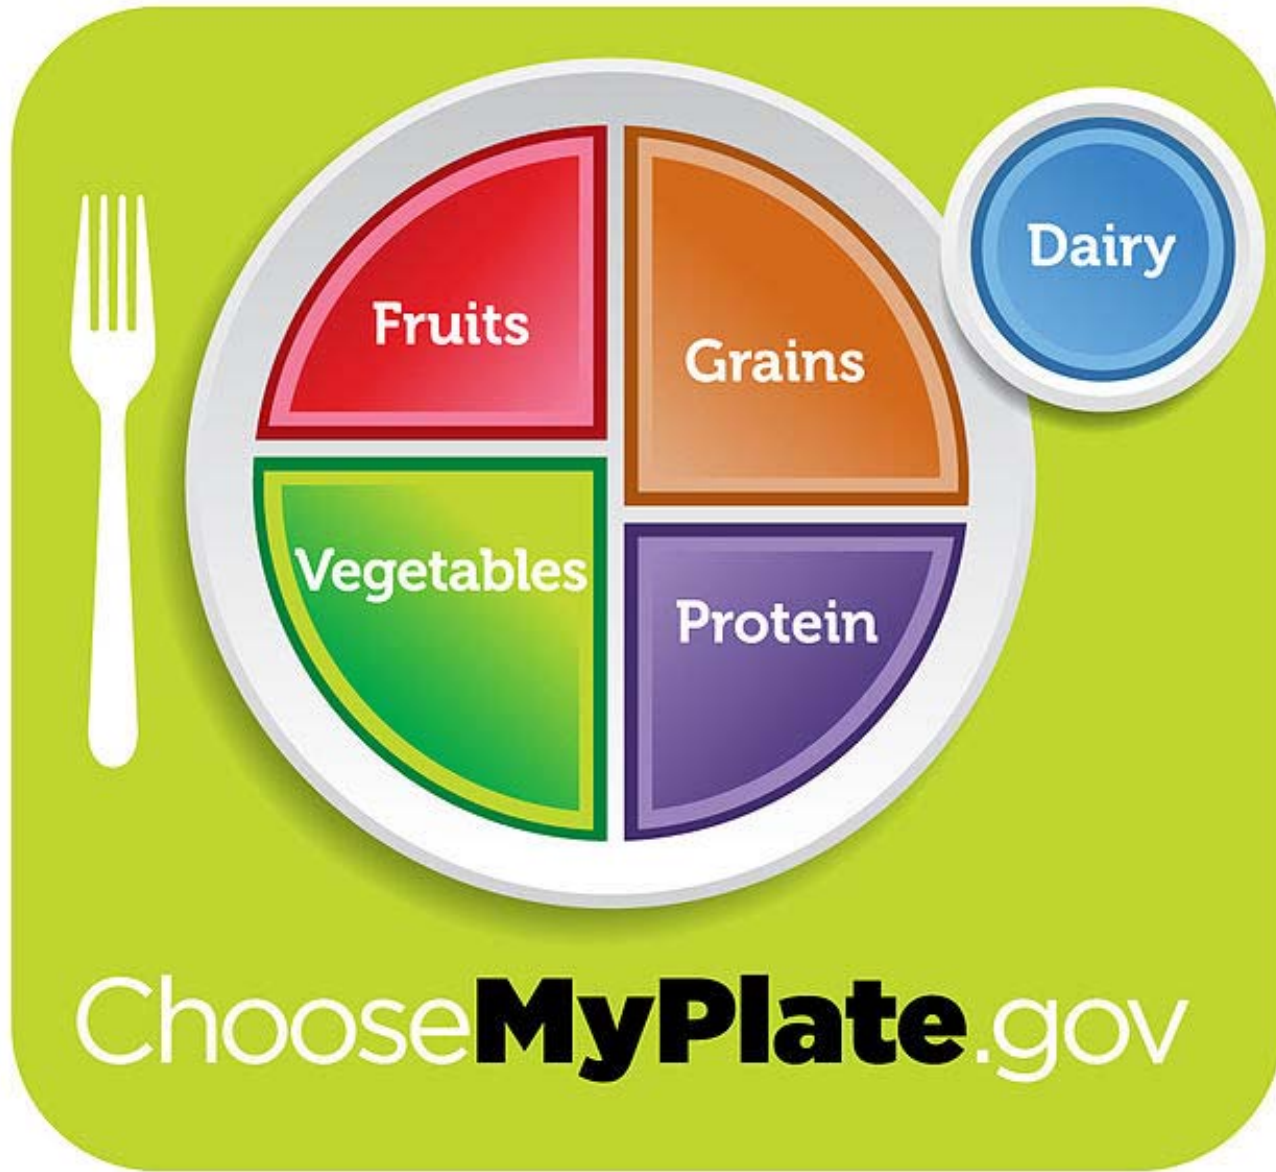 Dairy
Fruits
Grains
Vegetables
Protein
ChooseMyPlate.gov